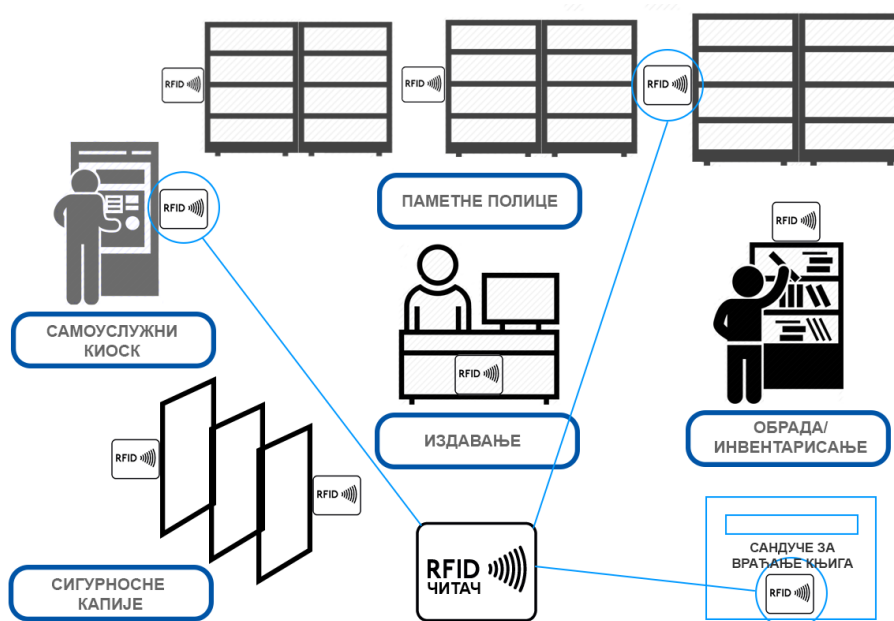 RFID
RFID
RFID
ПАМЕТНЕ ПОЛИЦЕ
RFID
САМОУСЛУЖНИ
КИОСК
RFID
RFID
ИЗДАВАЊЕ
ОБРАДА/
ИНВЕНТАРИСАЊЕ
RFID
RFID
СИГУРНОСНЕ
КАПИЈЕ
RFID
ЧИТАЧ
САНДУЧЕ ЗА
ВРАЂАЊЕ КЊИГА
RFID